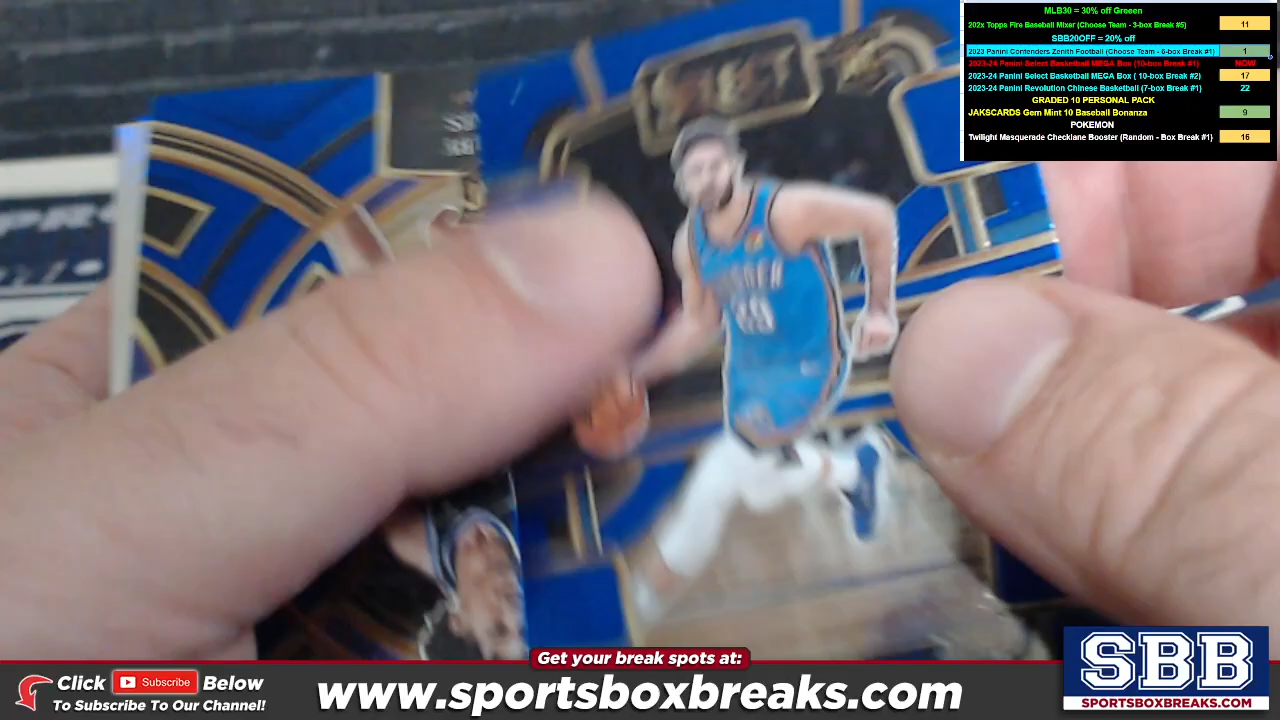 MLB30 = 30% off Greeen
202x Topps Fire Baseball Mixer (Choose Team - 3-box Break #5) 11
SBB20OFF = 20% off
2023 Panini Contenders Zenith Football (Choose Team - 6-box Break #1) 1
2023-24 Panini Select Basketball MEGA Box (10-box Break #1) NOW
2023-24 Panini Select Basketball MEGA Box ( 10-box Break #2) 17
2023-24 Panini Revolution Chinese Basketball (7-box Break #1) 22
GRADED 10 PERSONAL PACK
JAKSCARDS Gem Mint 10 Baseball Bonanza 9
POKEMON
Twilight Masquerade Checklane Booster (Random - Box Break #1) 16
Get your break spots at:
Click Subscribe Below
To Subscribe To Our Channel!
www.sportsboxbreaks.com
SBB
SPORTSBOXBREAKS.COM